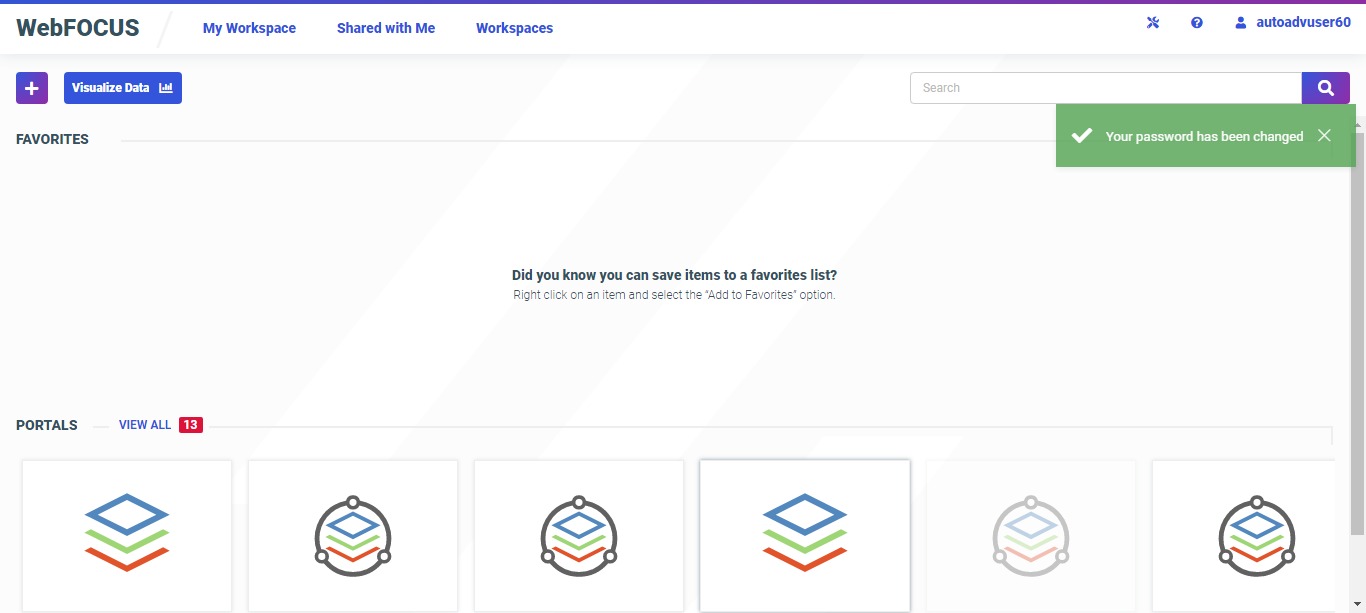 WebFOCUS
My Workspace
Shared with Me
Workspaces
autoadvuser60
Visualize Data
Search
Your password has been changed
FAVORITES
Did you know you can save items to a favorites list?
Right click on an item and select the “Add to Favorites” option.
PORTALS
VIEW ALL 13